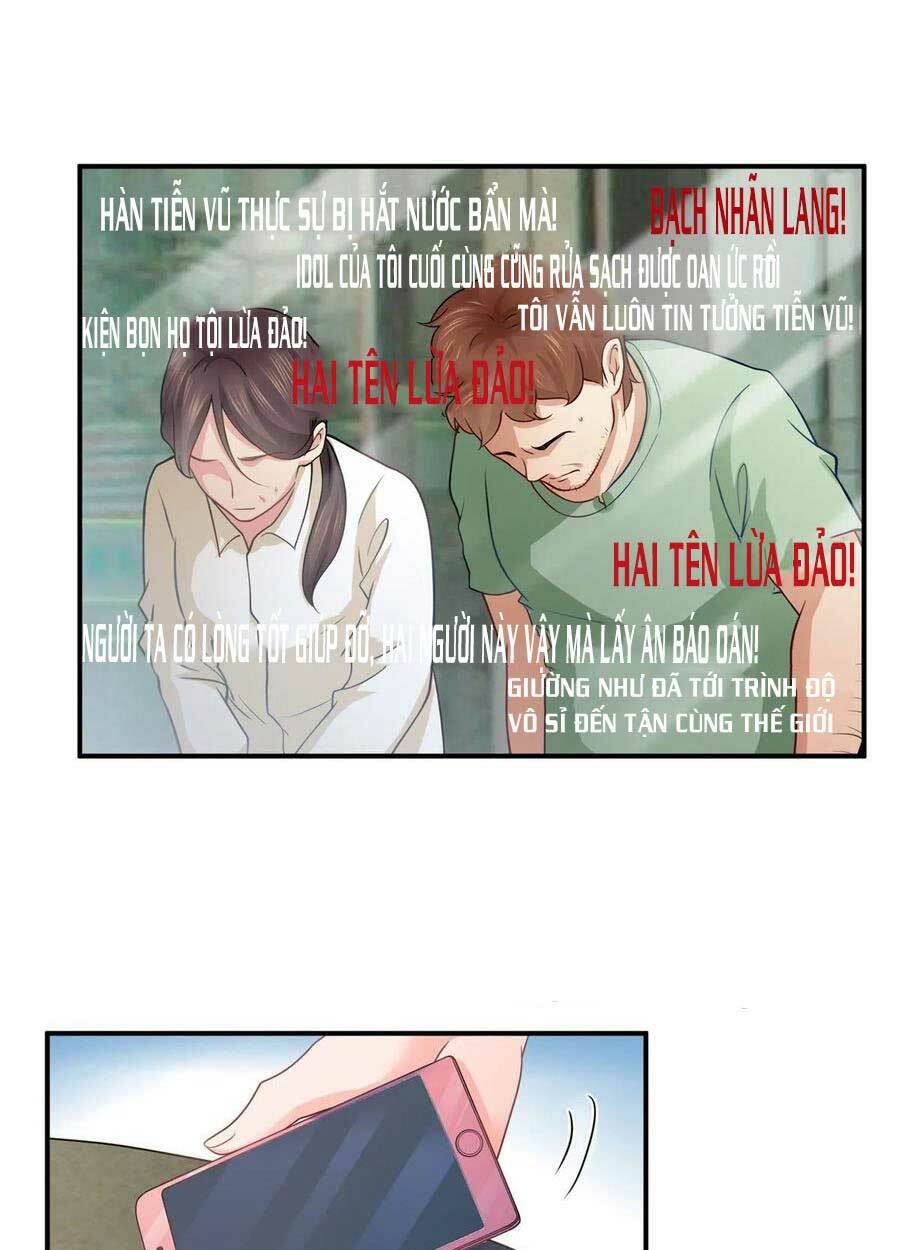 HÀN TIỄN VŨ THỰC SỰ BỊ HẮT NƯỚC BẨN MÀ!
BẠCH NHÃN LANG!
IDOL CỦA TÔI CUỐI CÙNG CŨNG RỬA SẠCH ĐƯỢC OAN ỨC RỒI
KIỆN BỌN HỌ TỘI LỪA ĐẢO!
TÔI VẪN LUÔN TIN TƯỞNG TIỄN VŨ!
HAI TÊN LỪA ĐẢO!
HAI TÊN LỪA ĐẢO!
NGƯỜI TA CÓ LÒNG TỐT GIÚP ĐỠ, HAI NGƯỜI NÀY VẬY MA LẤY ÂN BÁO OÁN!
GIƯỜNG NHƯ ĐÃ TỚI TRÌNH ĐỘ
VÔ SỈ ĐẾN TẬN CÙNG THẾ GIỚI